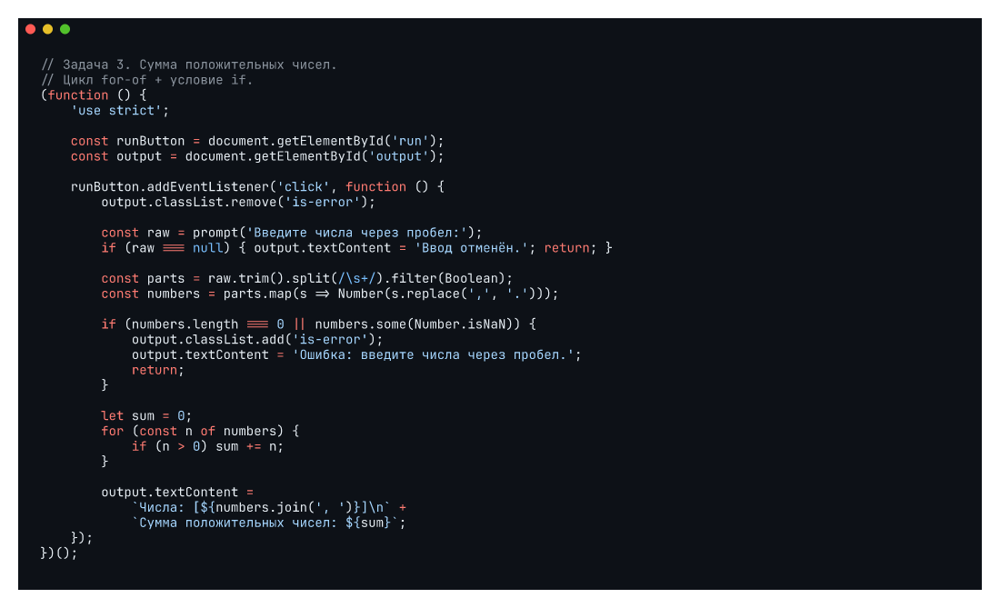 // Задача 3. Сумма положительных чисел.
// Цикл for-of + условие if.
(function () {
    'use strict';

    const runButton = document.getElementById('run');
    const output = document.getElementById('output');

    runButton.addEventListener('click', function () {
        output.classList.remove('is-error');

        const raw = prompt('Введите числа через пробел:');
        if (raw === null) { output.textContent = 'Ввод отменён.'; return; }

        const parts = raw.trim().split(/\s+/).filter(Boolean);
        const numbers = parts.map(s => Number(s.replace(',', '.')));

        if (numbers.length === 0 || numbers.some(Number.isNaN)) {
            output.classList.add('is-error');
            output.textContent = 'Ошибка: введите числа через пробел.';
            return;
        }

        let sum = 0;
        for (const n of numbers) {
            if (n > 0) sum += n;
        }

        output.textContent =
            `Числа: [${numbers.join(', ')}]\n` +
            `Сумма положительных чисел: ${sum}`;
    });
})();